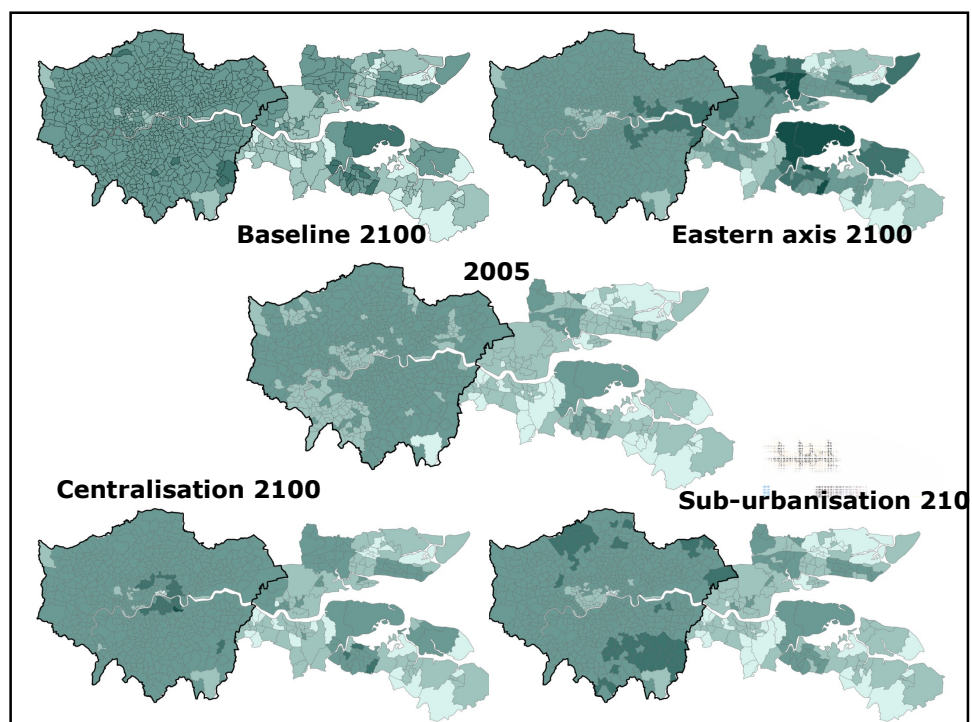 Baseline 2100
Eastern axis 2100
2005
Centralisation 2100
Sub-urbanisation 210